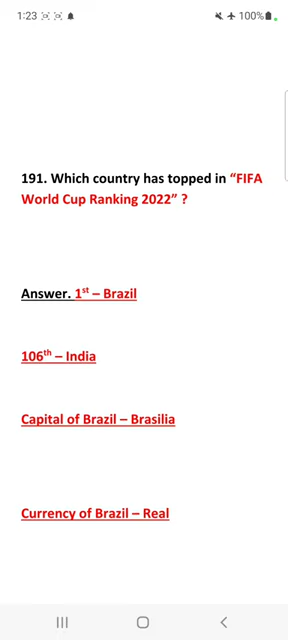 1:23 100%
191. Which country has topped in “FIFA
World Cup Ranking 2022” ?
Answer. 1st – Brazil
106th – India
Capital of Brazil – Brasilia
Currency of Brazil – Real